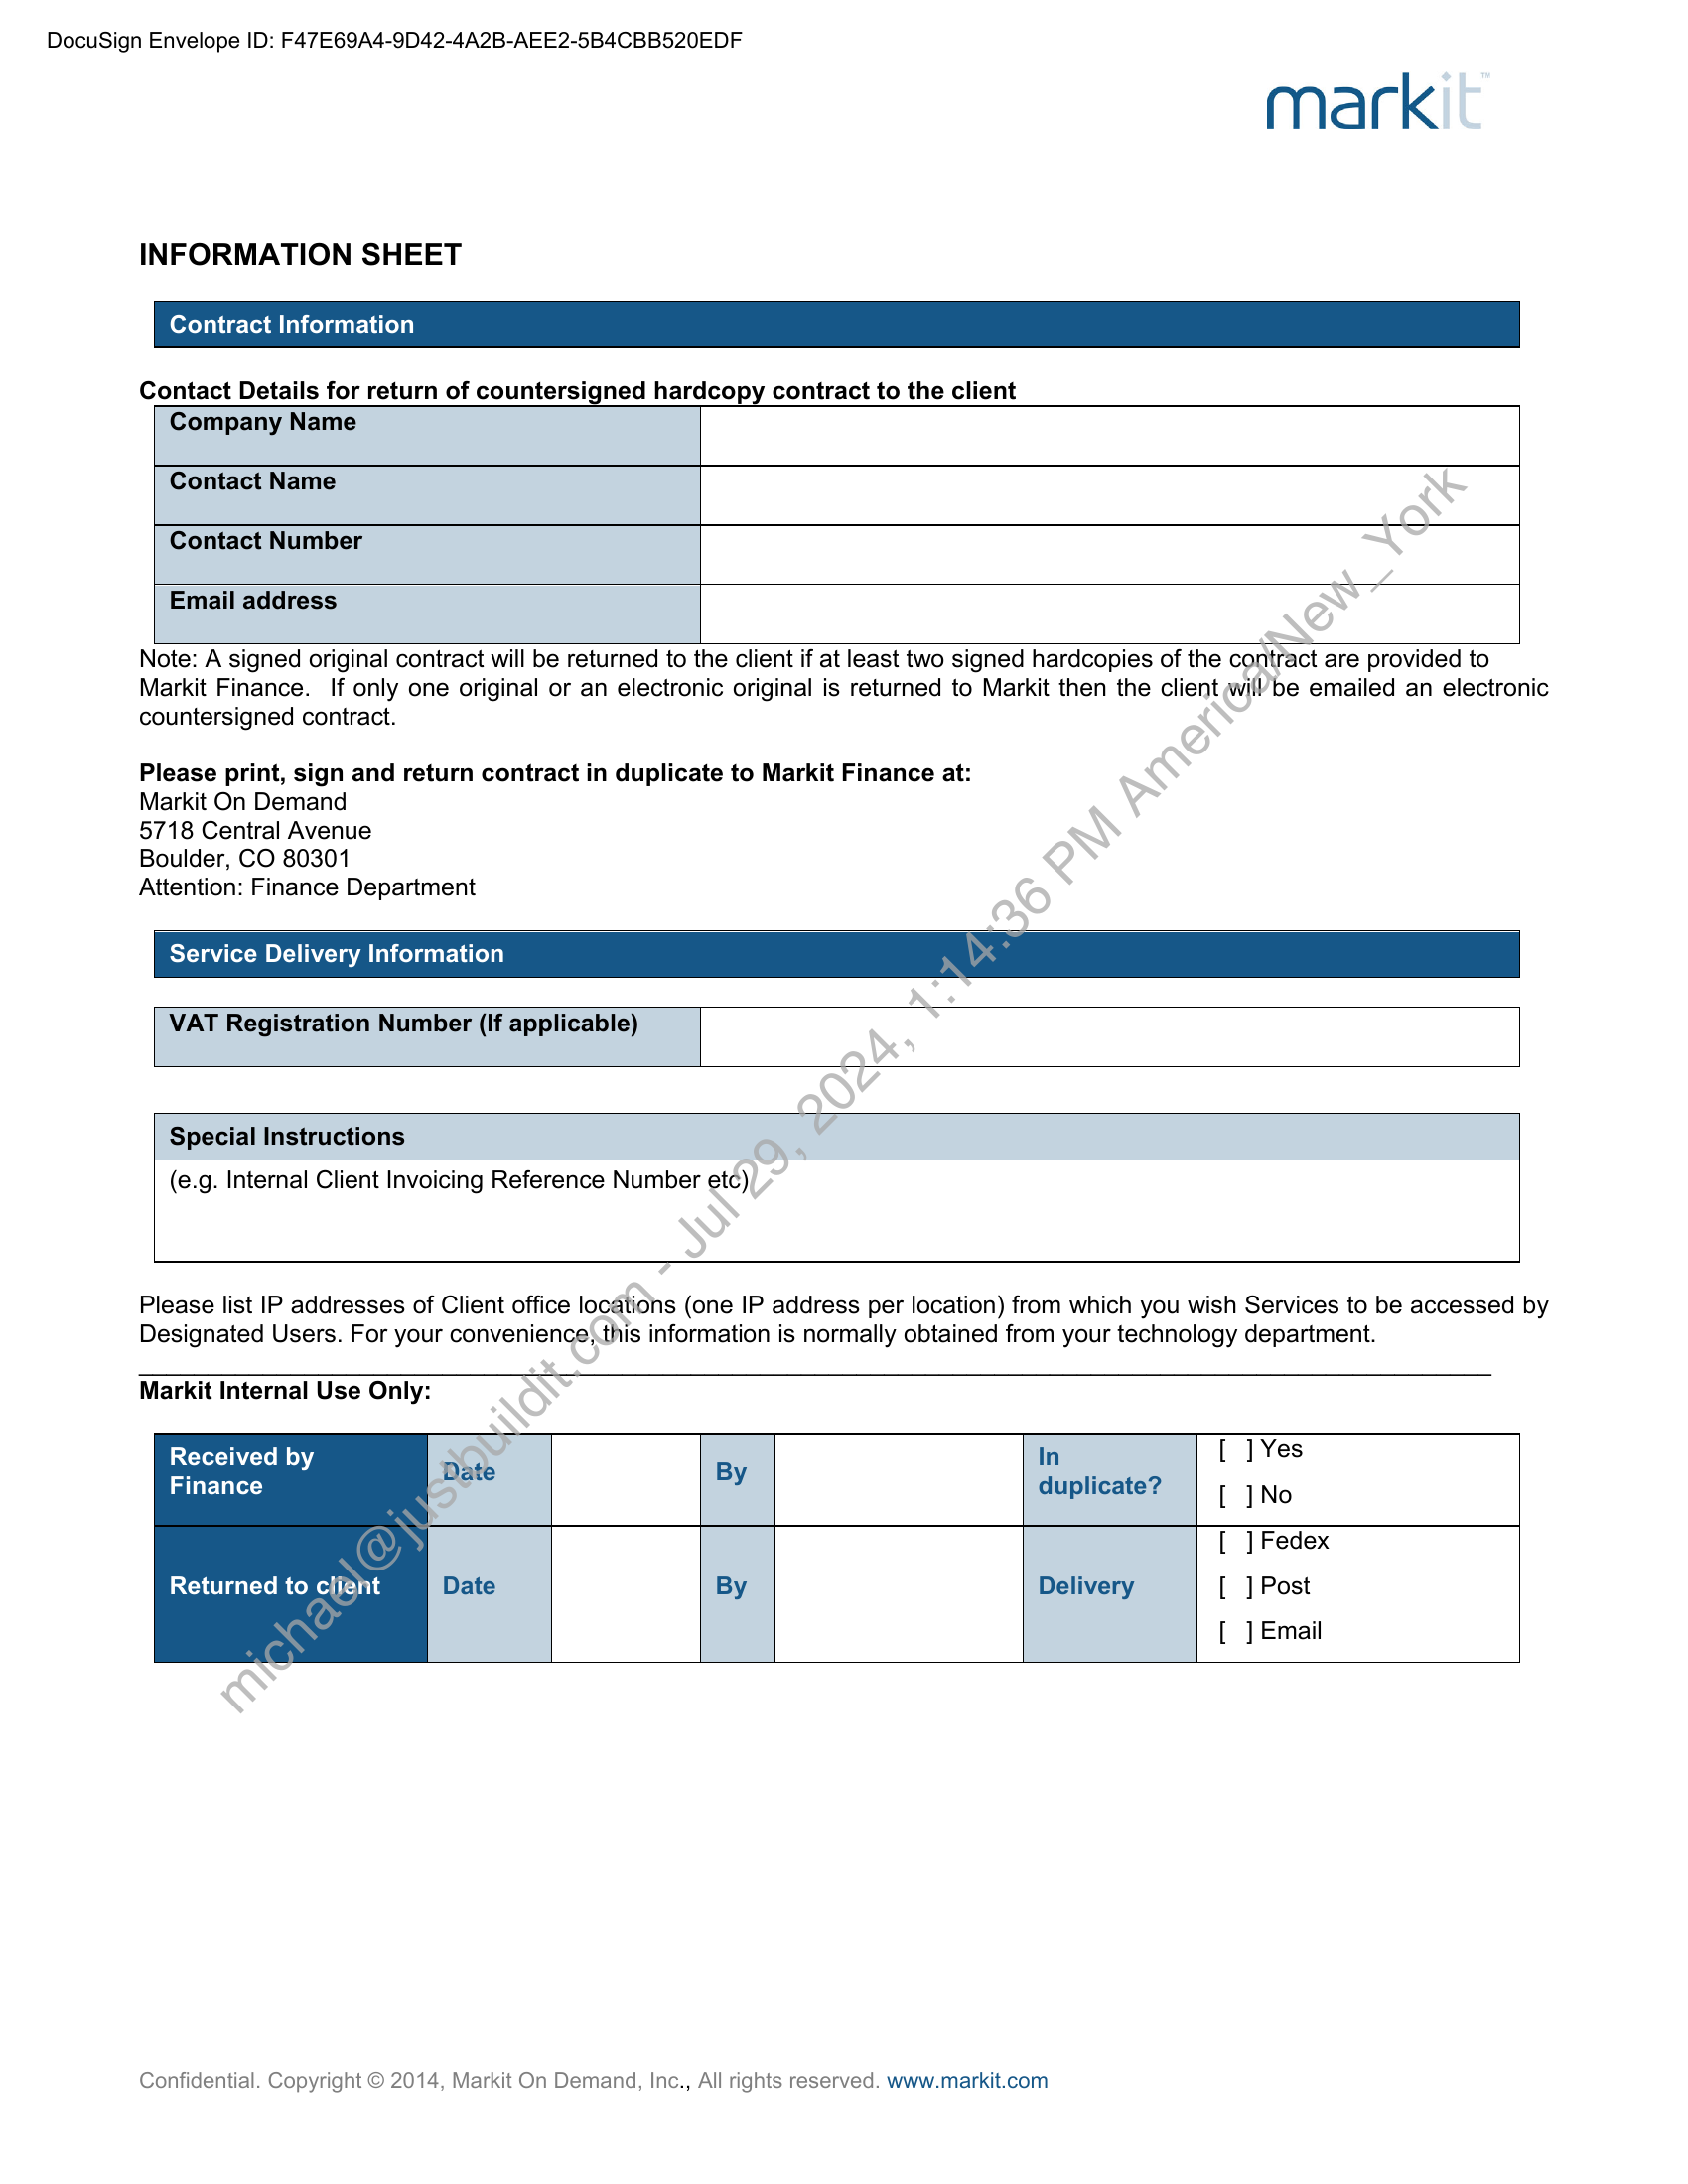 DocuSign Envelope ID: F47E69A4-9D42-4A2B-AEE2-5B4CBB520EDF
markit™
INFORMATION SHEET
Contract Information
Contact Details for return of countersigned hardcopy contract to the client
Company Name
Contact Name
Contact Number
Email address
Note: A signed original contract will be returned to the client if at least two signed hardcopies of the contract are provided to
Markit Finance. If only one original or an electronic original is returned to Markit then the client will be emailed an electronic
countersigned contract.
Please print, sign and return contract in duplicate to Markit Finance at:
Markit On Demand
5718 Central Avenue
Boulder, CO 80301
Attention: Finance Department
Service Delivery Information
VAT Registration Number (If applicable)
Special Instructions
(e.g. Internal Client Invoicing Reference Number etc)
Please list IP addresses of Client office locations (one IP address per location) from which you wish Services to be accessed by
Designated Users. For your convenience, this information is normally obtained from your technology department.
Markit Internal Use Only:
Received by Finance Date By In duplicate? [ ] Yes
[ ] No
Returned to client Date By Delivery [ ] Fedex
[ ] Post
[ ] Email
michael@justbuildit.com - Jul 29, 2024, 1:14:36 PM America/New_York
Confidential. Copyright © 2014, Markit On Demand, Inc., All rights reserved. www.markit.com